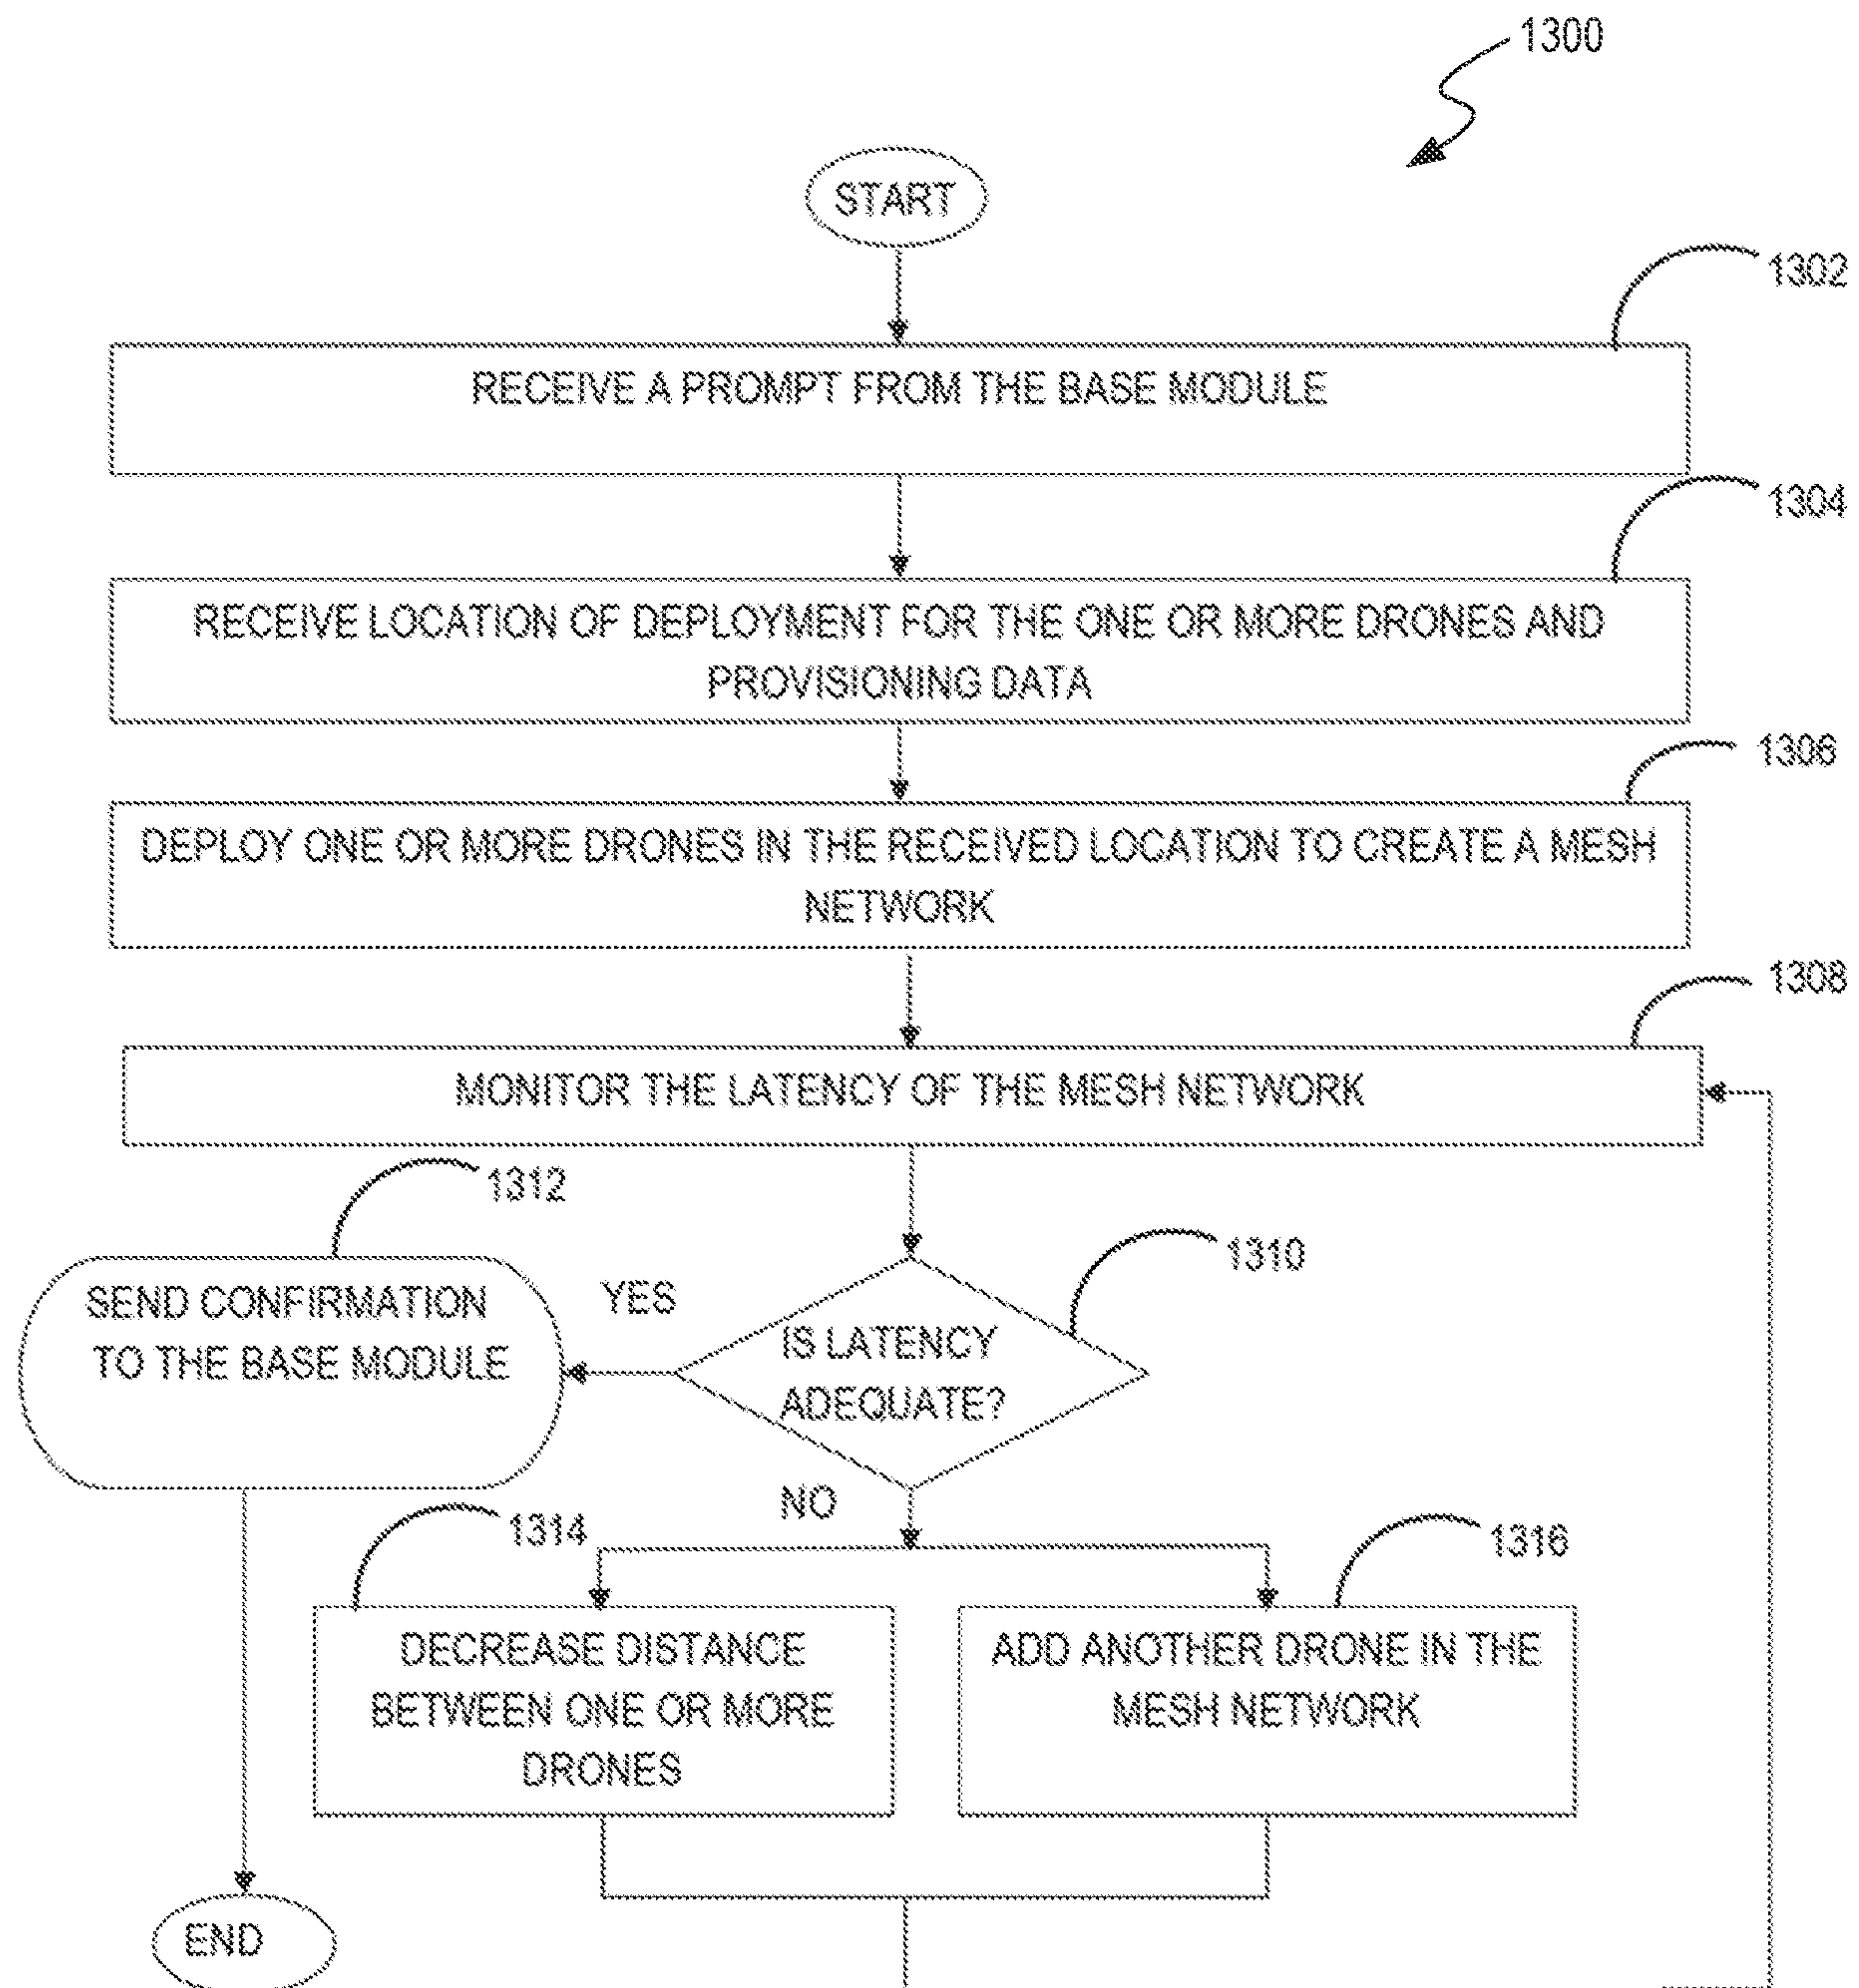 1300
START
1302
RECEIVE A PROMPT FROM THE BASE MODULE
1304
RECEIVE LOCATION OF DEPLOYMENT FOR THE ONE OR MORE DRONES AND
PROVISIONING DATA
1306
DEPLOY ONE OR MORE DRONES IN THE RECEIVED LOCATION TO CREATE A MESH
NETWORK
1308
MONITOR THE LATENCY OF THE MESH NETWORK
1312
SEND CONFIRMATION
TO THE BASE MODULE
YES
1310
IS LATENCY
ADEQUATE?
NO
1314
DECREASE DISTANCE
BETWEEN ONE OR MORE
DRONES
1316
ADD ANOTHER DRONE IN THE
MESH NETWORK
END